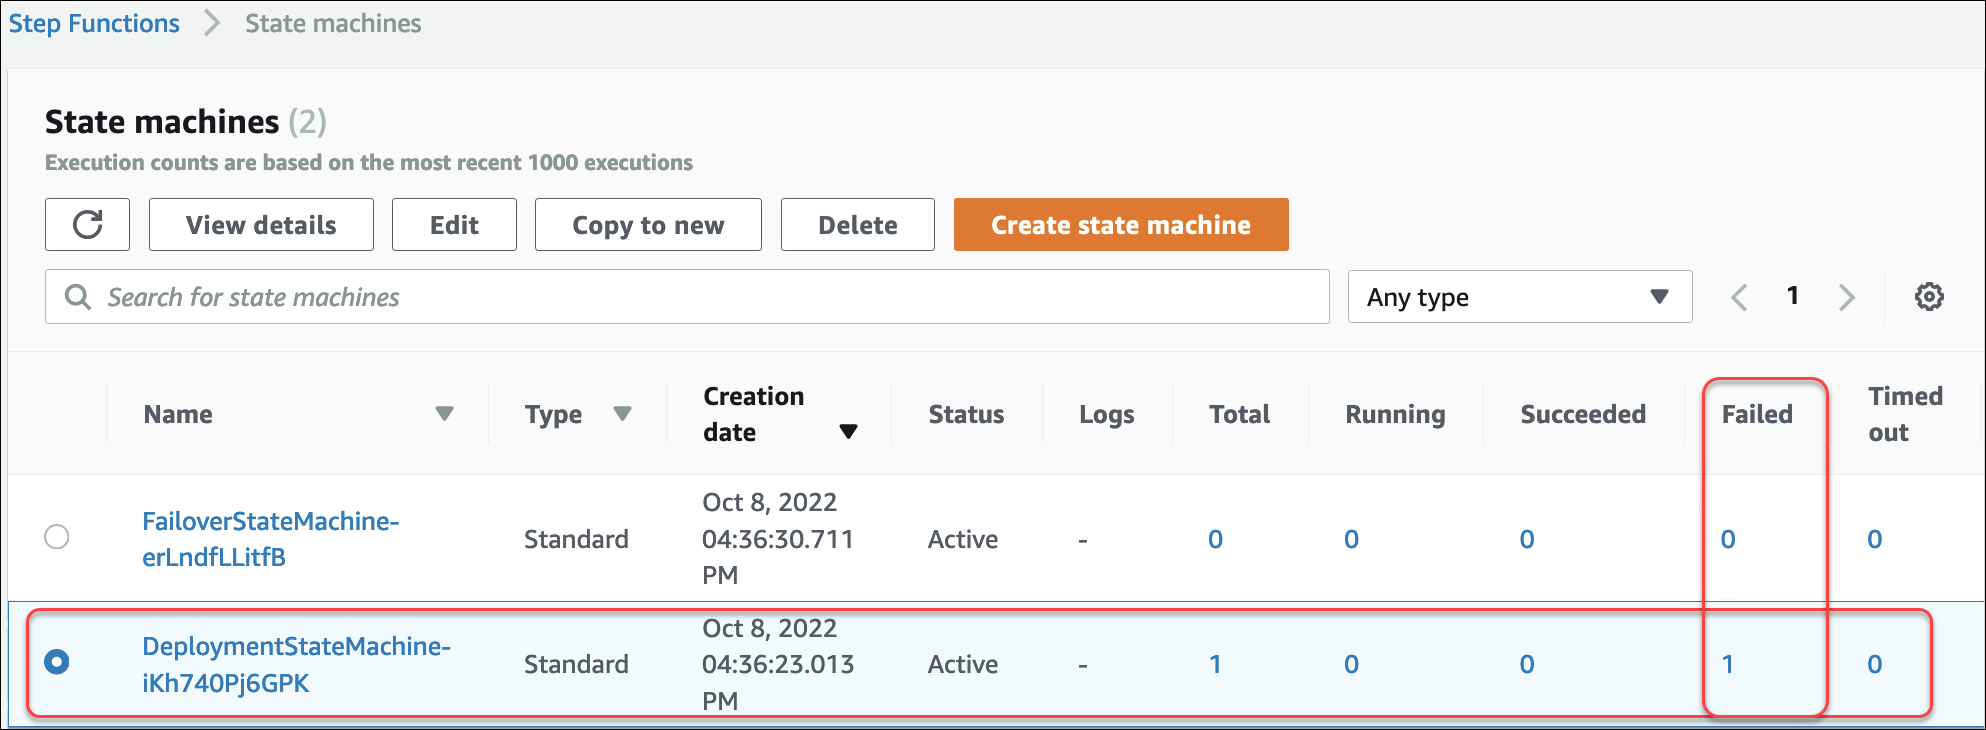 Step Functions State machines
State machines (2)
Execution counts are based on the most recent 1000 executions
View details Edit Copy to new Delete Create state machine
Search for state machines Any type 1
Name Type Creation date Status Logs Total Running Succeeded Failed Timed out
FailoverStateMachine-erLndfLLitfB Standard Oct 8, 2022 04:36:30.711 PM Active - 0 0 0 0 0
DeploymentStateMachine-iKh740Pj6GPK Standard Oct 8, 2022 04:36:23.013 PM Active - 1 0 0 1 0